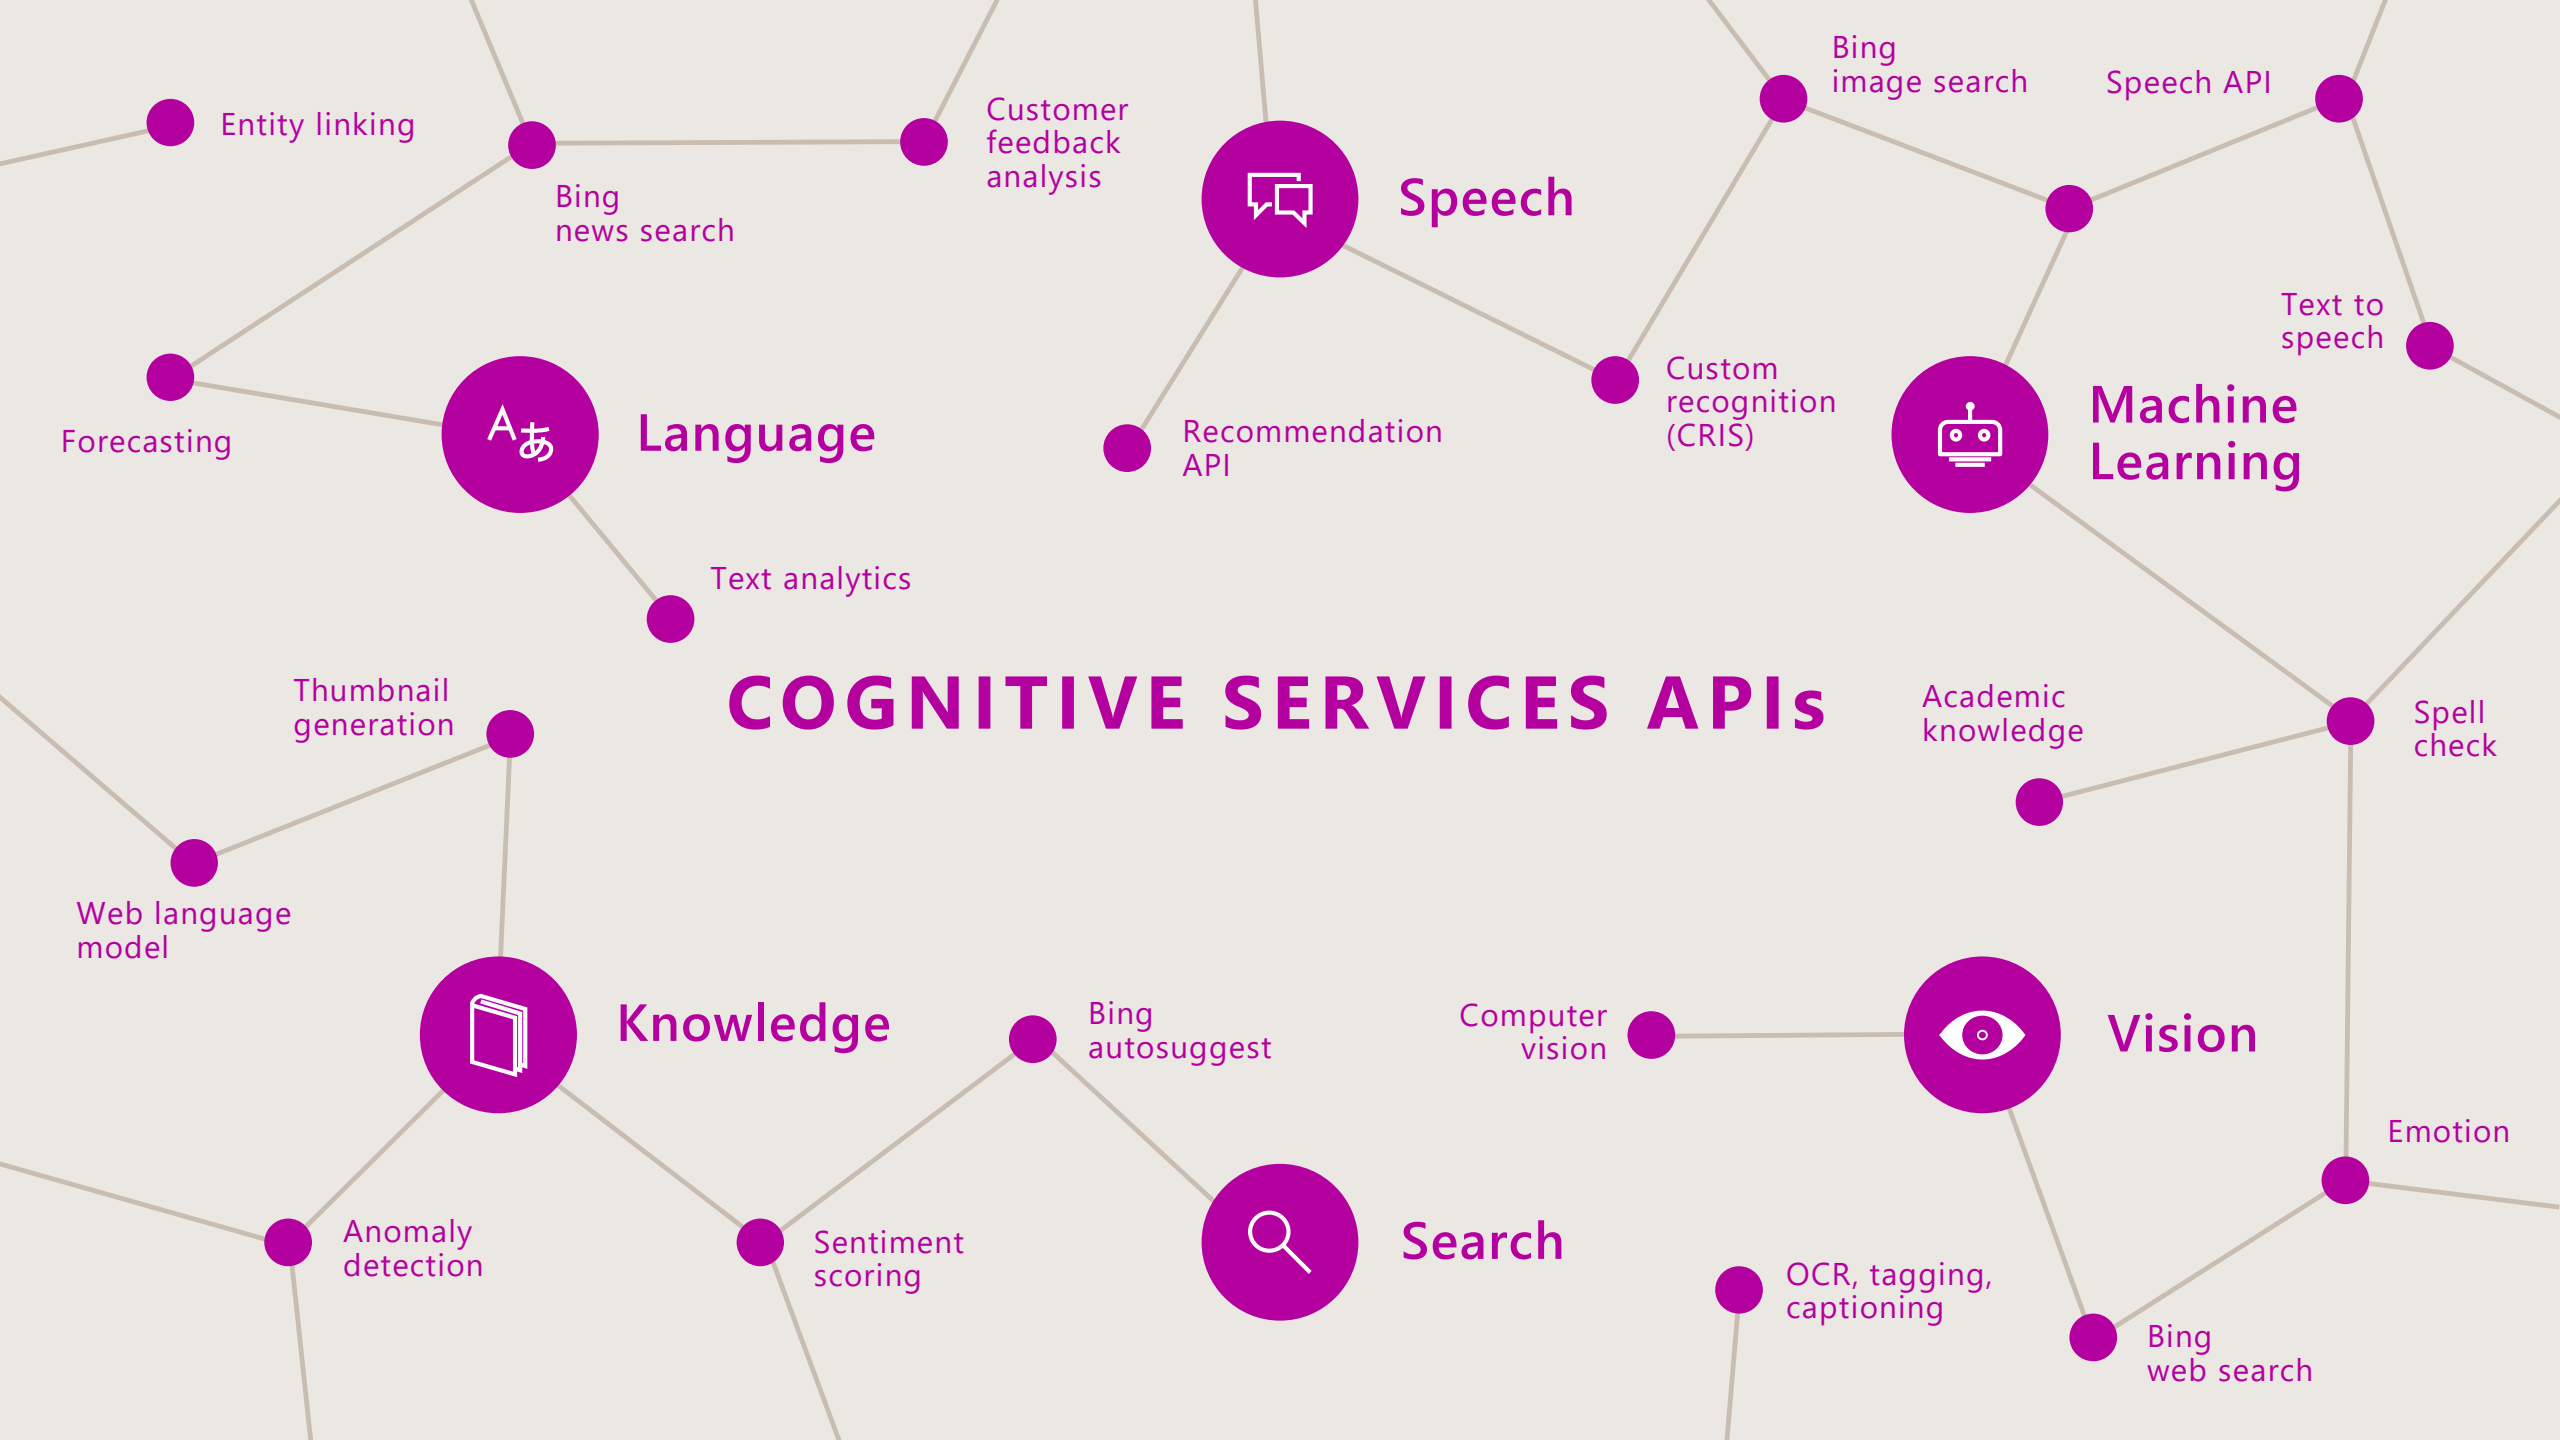 Bing
image search
Speech API
Entity linking
Customer
feedback
analysis
Bing
news search
Speech
Text to
speech
Custom
recognition
(CRIS)
Machine
Learning
Forecasting
Language
A あ
Recommendation
API
Text analytics
Thumbnail
generation
COGNITIVE SERVICES APIs
Academic
knowledge
Spell
check
Web language
model
Knowledge
Bing
autosuggest
Computer
vision
Vision
Emotion
Anomaly
detection
Sentiment
scoring
Search
OCR, tagging,
captioning
Bing
web search